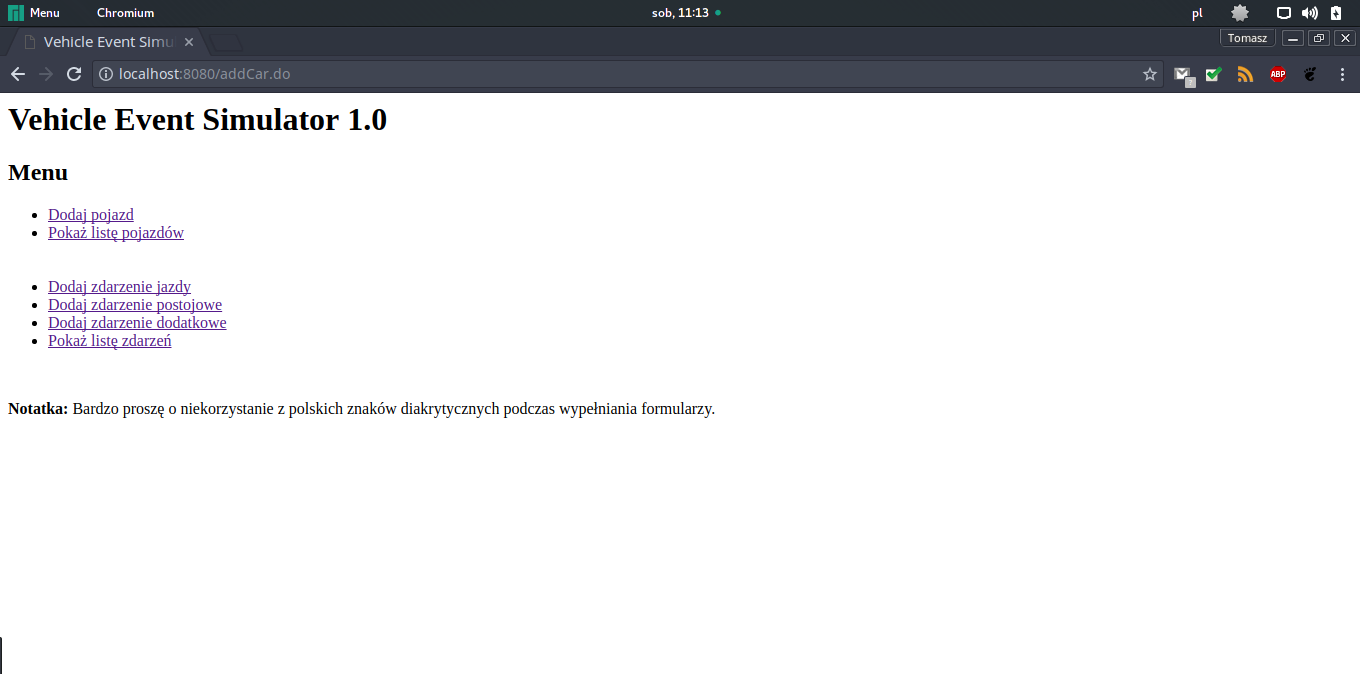 Menu Chromium sob, 11:13 pl
Vehicle Event Simu Tomasz
localhost:8080/addCar.do ABP
Vehicle Event Simulator 1.0
Menu
Dodaj pojazd
Pokaż listę pojazdów
Dodaj zdarzenie jazdy
Dodaj zdarzenie postojowe
Dodaj zdarzenie dodatkowe
Pokaż listę zdarzeń
Notatka: Bardzo proszę o niekorzystanie z polskich znaków diakrytycznych podczas wypełniania formularzy.